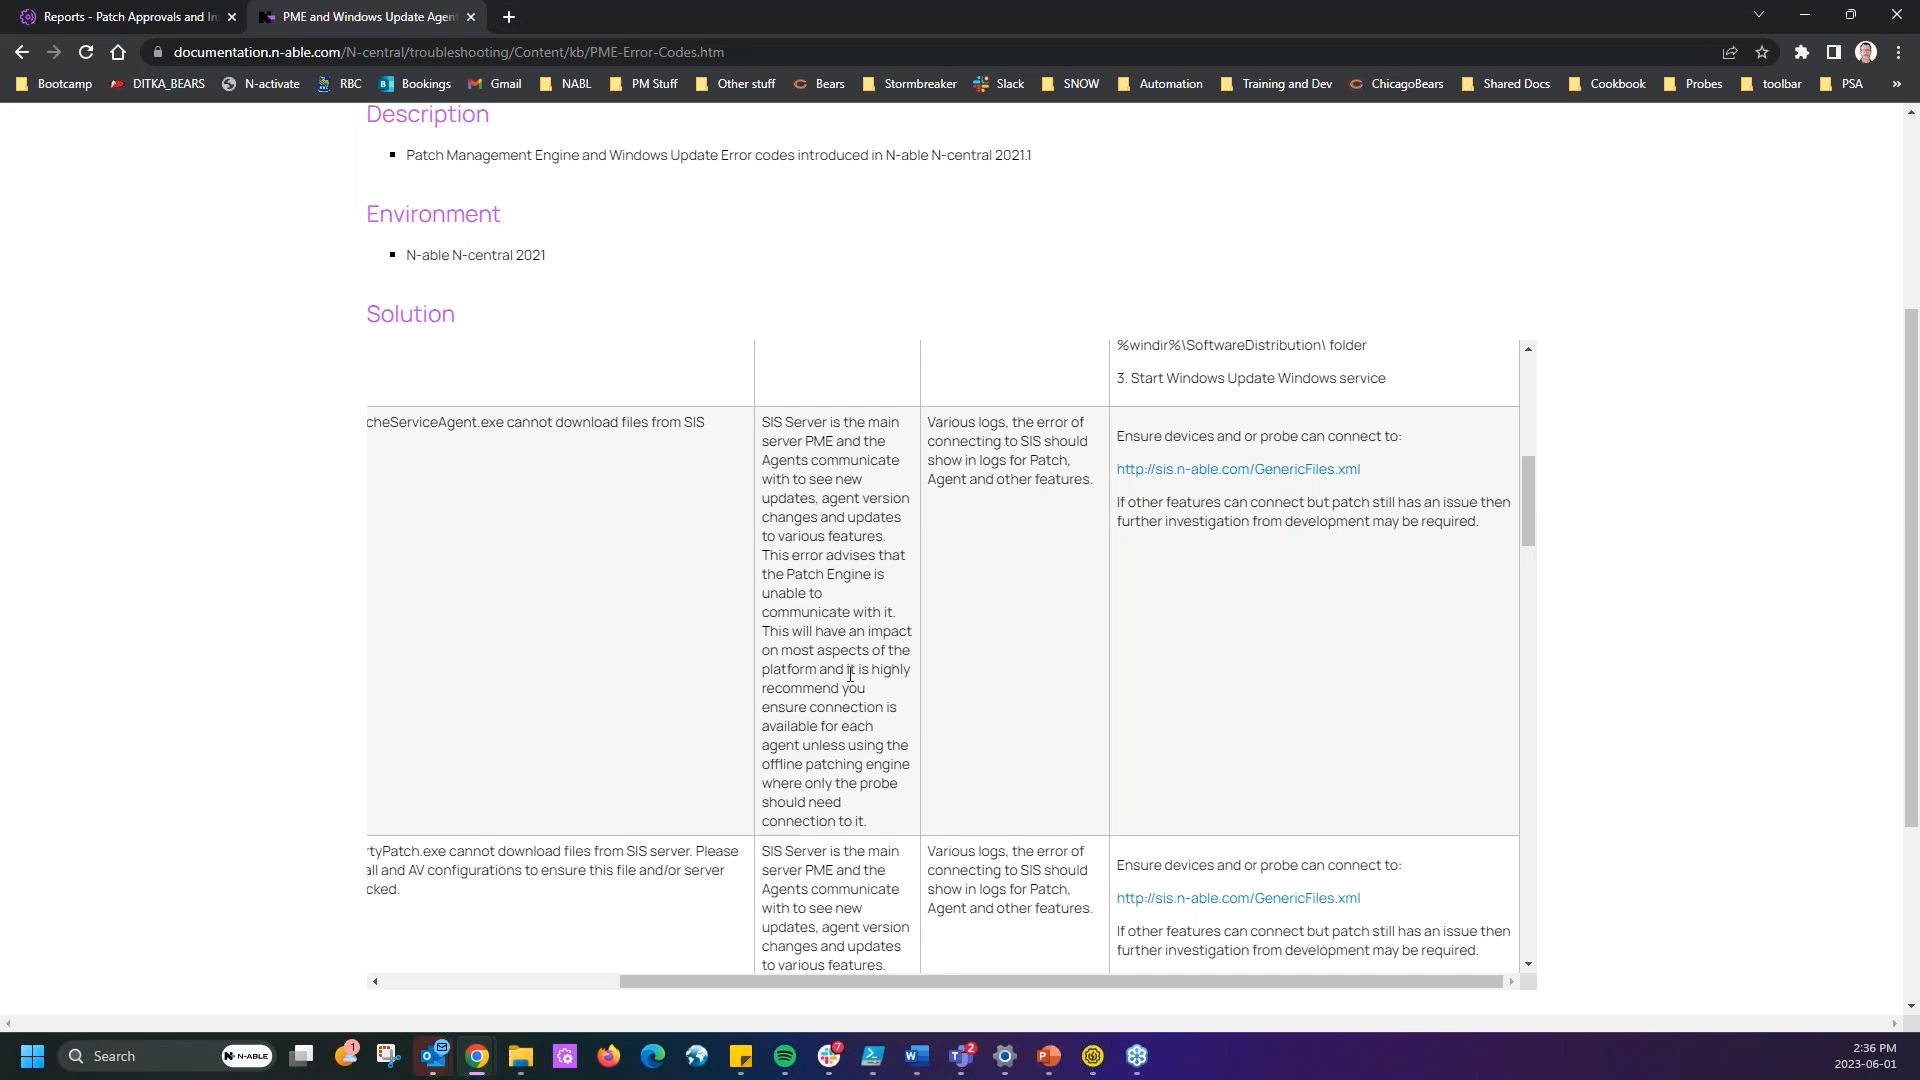 Reports - Patch Approvals and In
PME and Windows Update Agent
documentation.n-able.com/N-central/troubleshooting/Content/kb/PME-Error-Codes.htm
Bootcamp
DITKA_BEARS
N-activate
RBC
Bookings
Gmail
NABL
PM Stuff
Other stuff
Bears
Stormbreaker
Slack
SNOW
Automation
Training and Dev
ChicagoBears
Shared Docs
Cookbook
Probes
toolbar
PSA
»
Description
Patch Management Engine and Windows Update Error codes introduced in N-able N-central 2021.1
Environment
N-able N-central 2021
Solution
%windir%\SoftwareDistribution\ folder
3. Start Windows Update Windows service
cheServiceAgent.exe cannot download files from SIS
SIS Server is the main
server PME and the
Agents communicate
with to see new
updates, agent version
changes and updates
to various features.
This error advises that
the Patch Engine is
unable to
communicate with it.
This will have an impact
on most aspects of the
platform and it is highly
recommend you
ensure connection is
available for each
agent unless using the
offline patching engine
where only the probe
should need
connection to it.
Various logs, the error of
connecting to SIS should
show in logs for Patch,
Agent and other features.
Ensure devices and or probe can connect to:
http://sis.n-able.com/GenericFiles.xml
If other features can connect but patch still has an issue then
further investigation from development may be required.
rtyPatch.exe cannot download files from SIS server. Please
all and AV configurations to ensure this file and/or server
cked.
SIS Server is the main
server PME and the
Agents communicate
with to see new
updates, agent version
changes and updates
to various features.
Various logs, the error of
connecting to SIS should
show in logs for Patch,
Agent and other features.
Ensure devices and or probe can connect to:
http://sis.n-able.com/GenericFiles.xml
If other features can connect but patch still has an issue then
further investigation from development may be required.
Search
N-ABLE
1
7
2
2:36 PM
2023-06-01